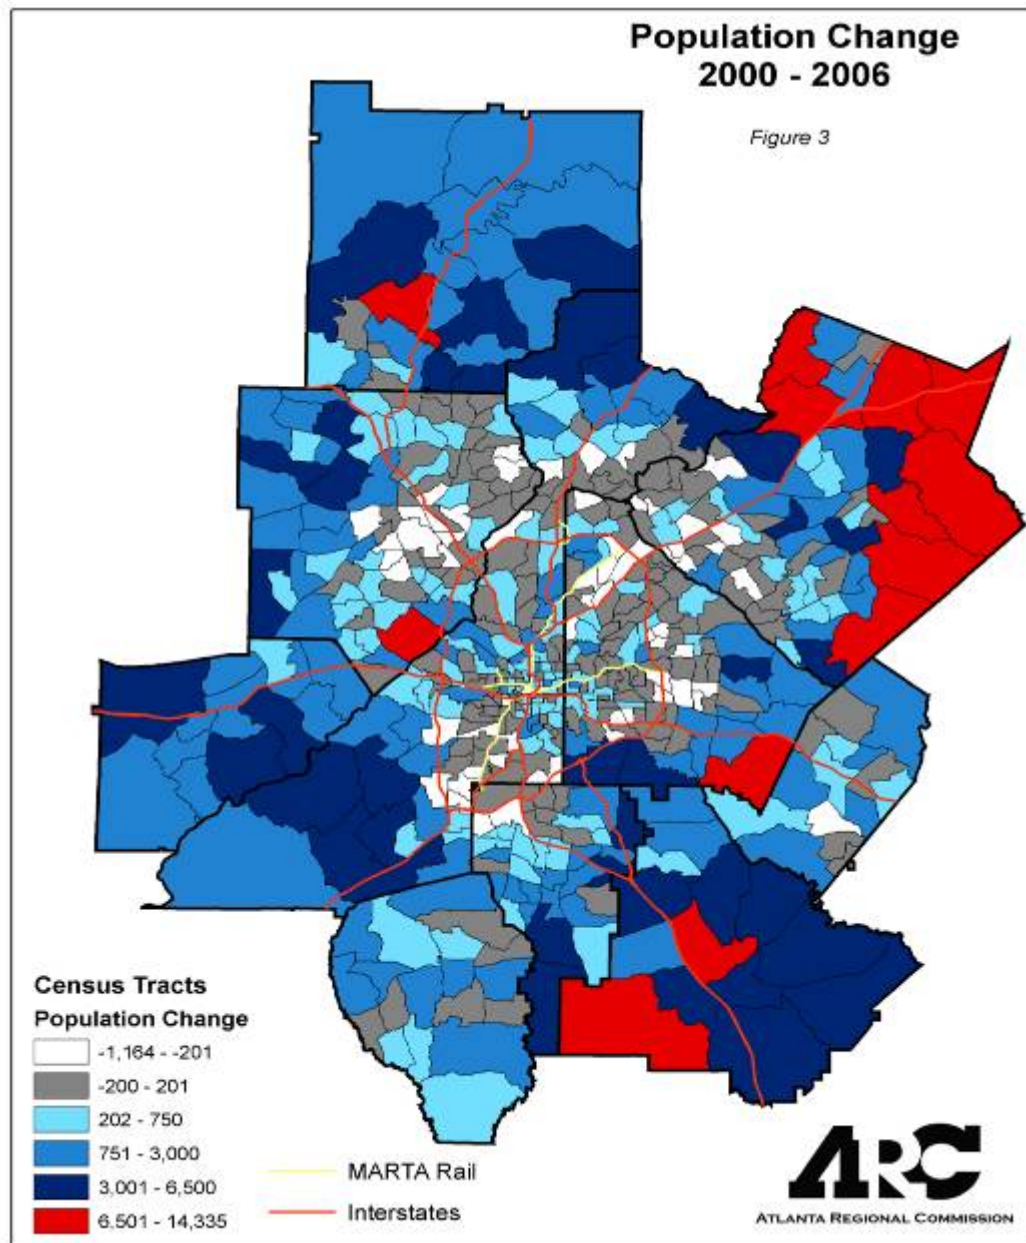 Population Change
2000 - 2006
Figure 3
Census Tracts
Population Change
-1,164 - -201
-200 - 201
202 - 750
751 - 3,000
3,001 - 6,500
6,501 - 14,335
MARTA Rail
Interstates
ARC
ATLANTA REGIONAL COMMISSION